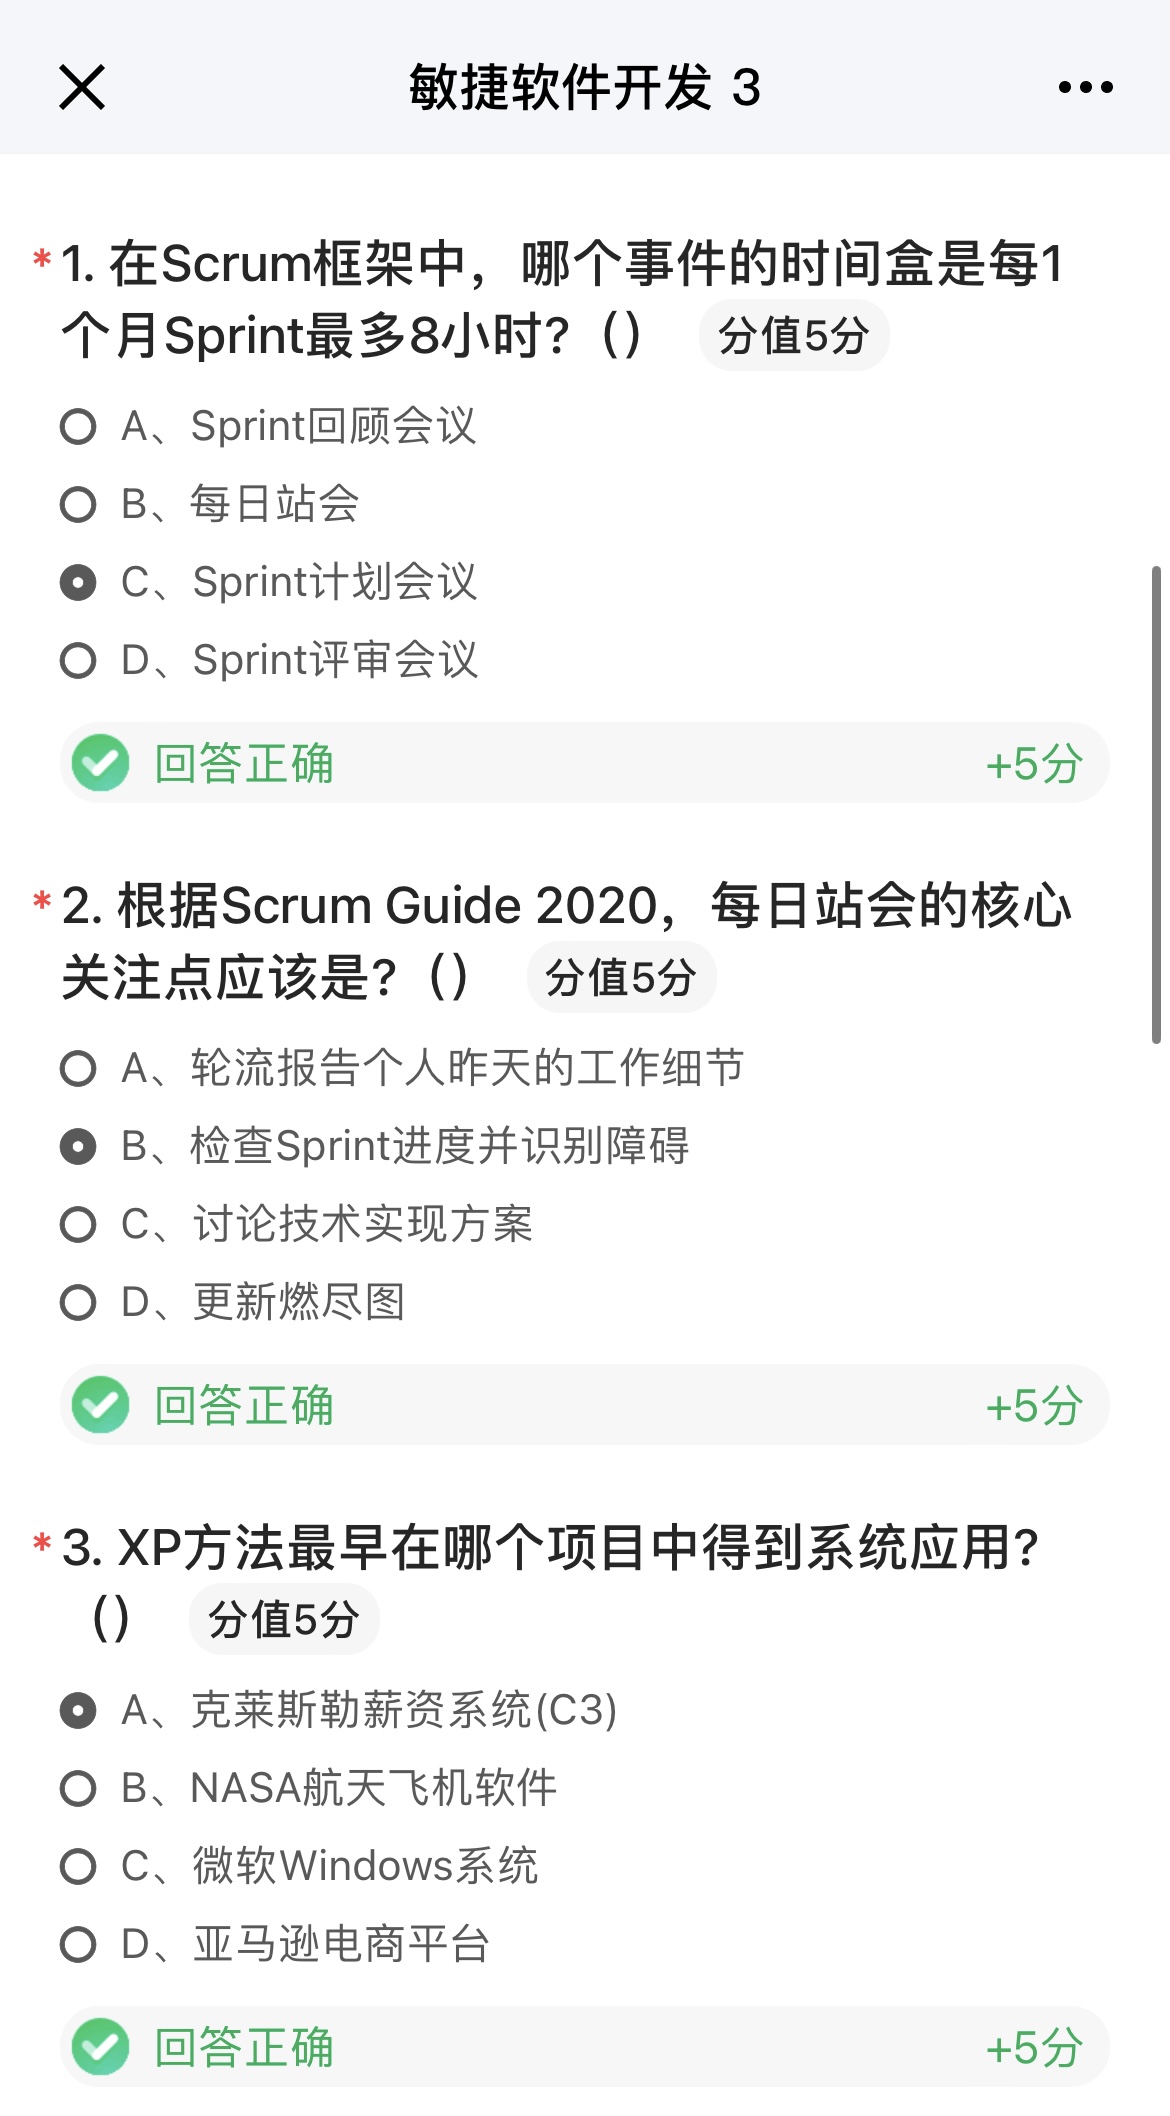 敏捷软件开发 3
*1. 在Scrum框架中，哪个事件的时间盒是每1
个月Sprint最多8小时?（） 分值5分
A、Sprint回顾会议
B、每日站会
C、Sprint计划会议
D、Sprint评审会议
回答正确 +5分
*2. 根据Scrum Guide 2020，每日站会的核心
关注点应该是?（） 分值5分
A、轮流报告个人昨天的工作细节
B、检查Sprint进度并识别障碍
C、讨论技术实现方案
D、更新燃尽图
回答正确 +5分
*3. XP方法最早在哪个项目中得到系统应用?
（） 分值5分
A、克莱斯勒薪资系统(C3)
B、NASA航天飞机软件
C、微软Windows系统
D、亚马逊电商平台
回答正确 +5分